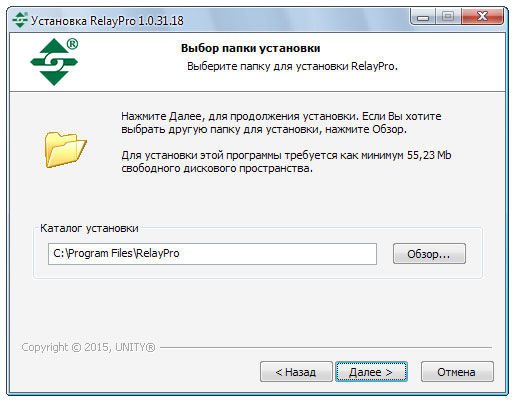 Установка RelayPro 1.0.31.18
®
Выбор папки установки
Выберите папку для установки RelayPro.
Нажмите Далее, для продолжения установки. Если Вы хотите
выбрать другую папку для установки, нажмите Обзор.
Для установки этой программы требуется как минимум 55,23 Mb
свободного дискового пространства.
Каталог установки
C:\Program Files\RelayPro
Обзор...
Copyright © 2015, UNITY®
< Назад
Далее >
Отмена